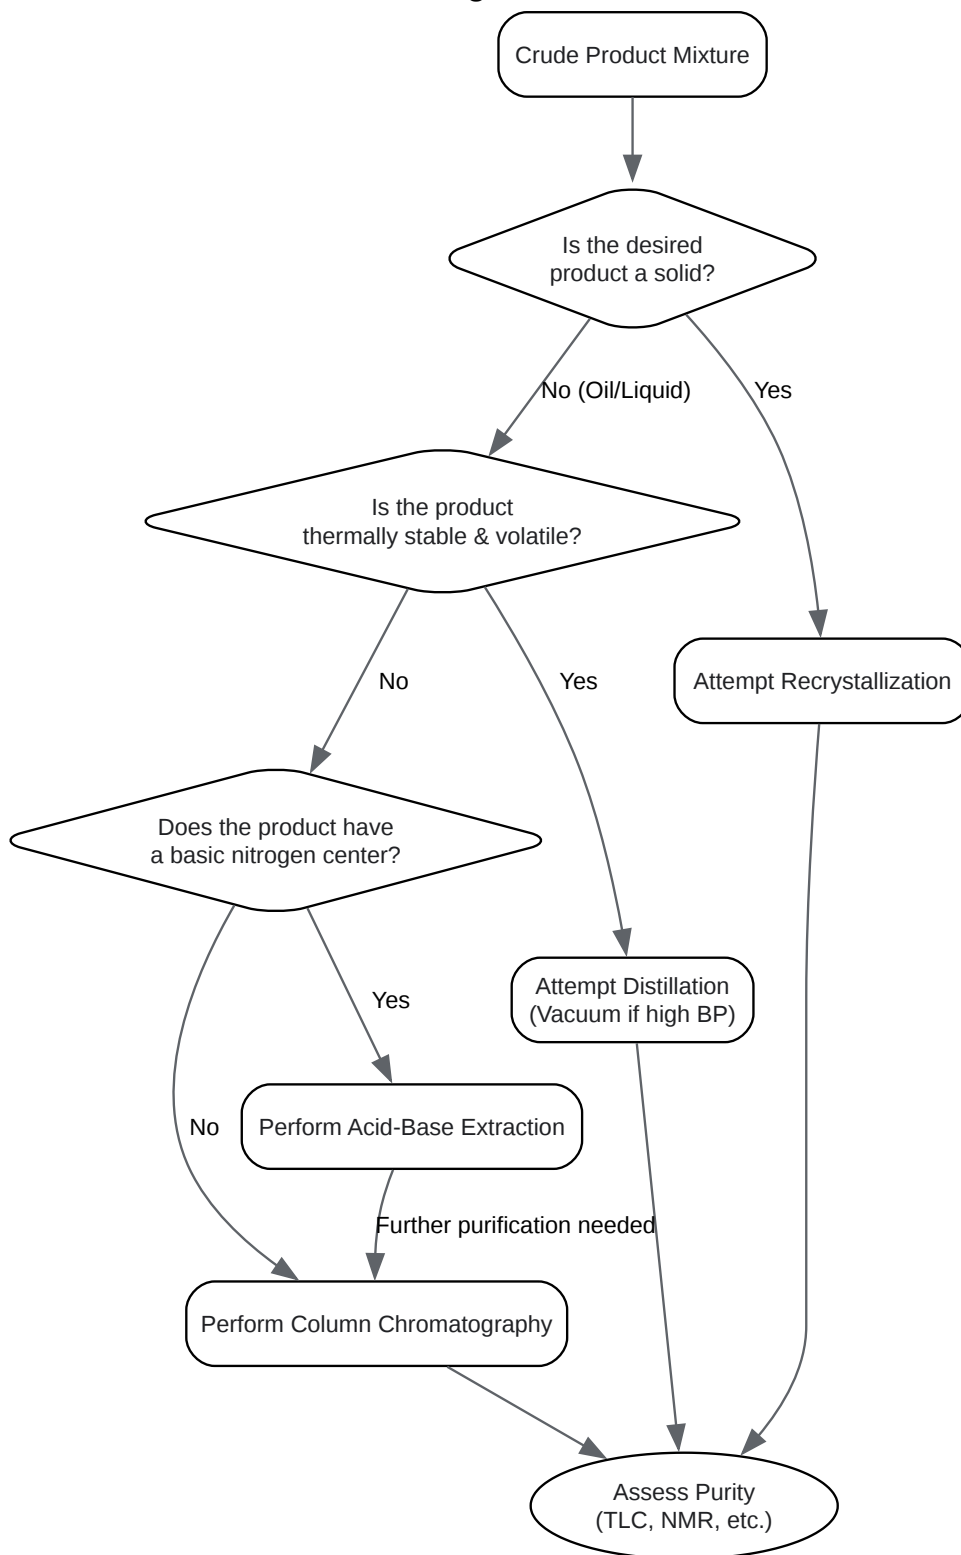 Crude Product Mixture
Is the desired
product a solid?
No (Oil/Liquid)
Yes
Is the product
thermally stable & volatile?
No
Yes
Attempt Recrystallization
Does the product have
a basic nitrogen center?
Attempt Distillation
(Vacuum if high BP)
Yes
No
Perform Acid-Base Extraction
Further purification needed
Perform Column Chromatography
Assess Purity
(TLC, NMR, etc.)